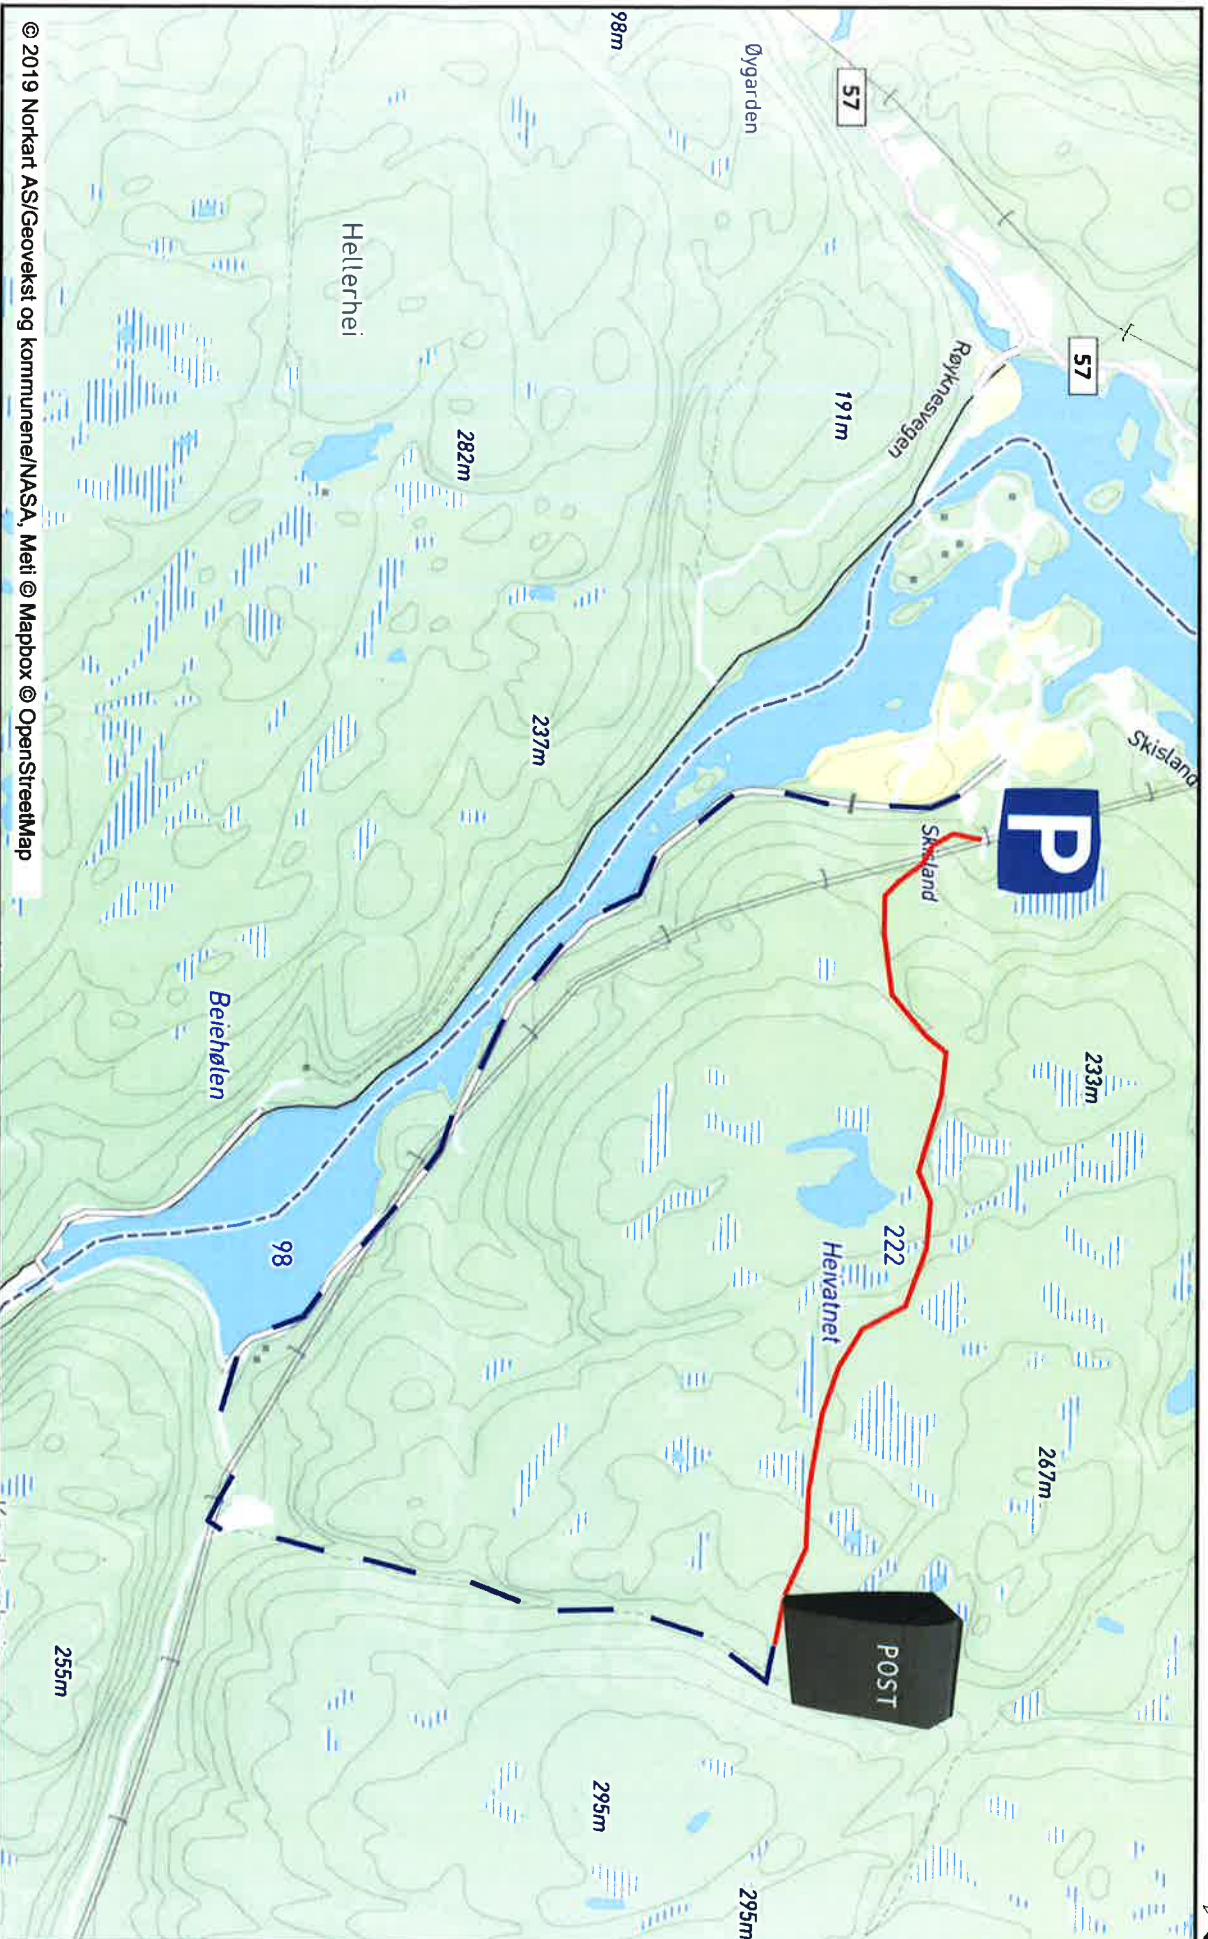 Skisland
57
P
233m
267m
57
Skisland
222
POST
Røyknesvegen
191m
Heivatnet
Øygarden
295m
98m
237m
295m
282m
Hellerhei
98
Beiehølen
255m
© 2019 Norkart AS/Geovekst og kommunene/NASA, Meti © Mapbox © OpenStreetMap